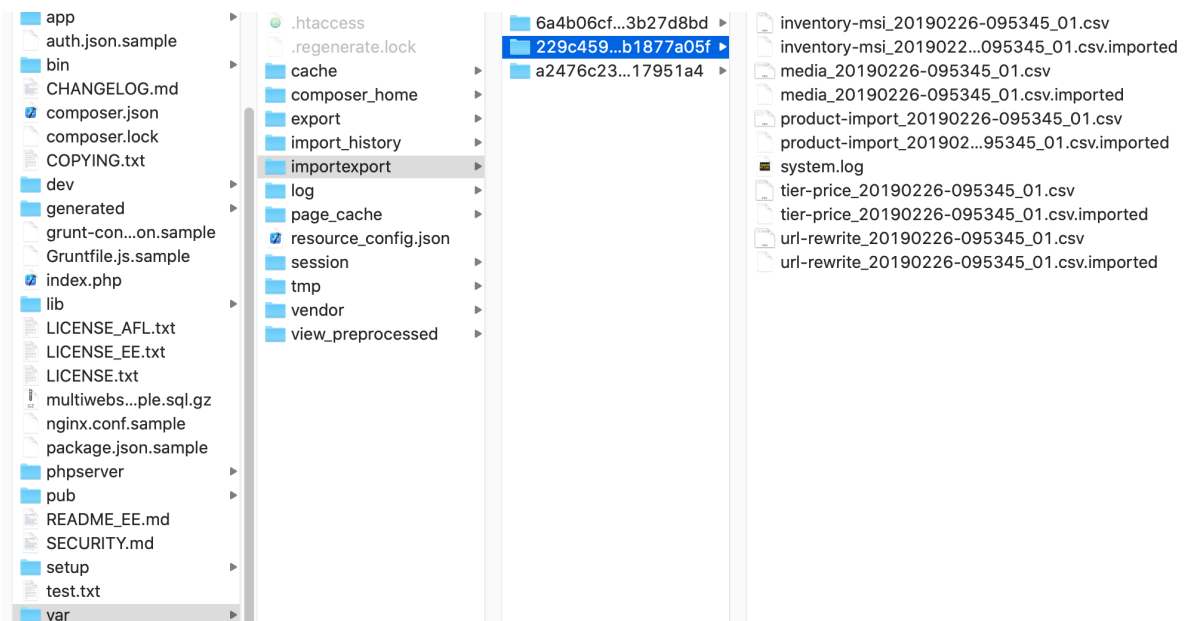 app
auth.json.sample
bin
CHANGELOG.md
composer.json
composer.lock
COPYING.txt
dev
generated
grunt-con...on.sample
Gruntfile.js.sample
index.php
lib
LICENSE_AFL.txt
LICENSE_EE.txt
LICENSE.txt
multiwebs...ple.sql.gz
nginx.conf.sample
package.json.sample
phpserver
pub
README_EE.md
SECURITY.md
setup
test.txt
var
.htaccess
.regenerate.lock
cache
composer_home
export
import_history
importexport
log
page_cache
resource_config.json
session
tmp
vendor
view_preprocessed
6a4b06cf...3b27d8bd
229c459...b1877a05f
a2476c23...17951a4
inventory-msi_20190226-095345_01.csv
inventory-msi_2019022...095345_01.csv.imported
media_20190226-095345_01.csv
media_20190226-095345_01.csv.imported
product-import_20190226-095345_01.csv
product-import_201902...95345_01.csv.imported
system.log
tier-price_20190226-095345_01.csv
tier-price_20190226-095345_01.csv.imported
url-rewrite_20190226-095345_01.csv
url-rewrite_20190226-095345_01.csv.imported